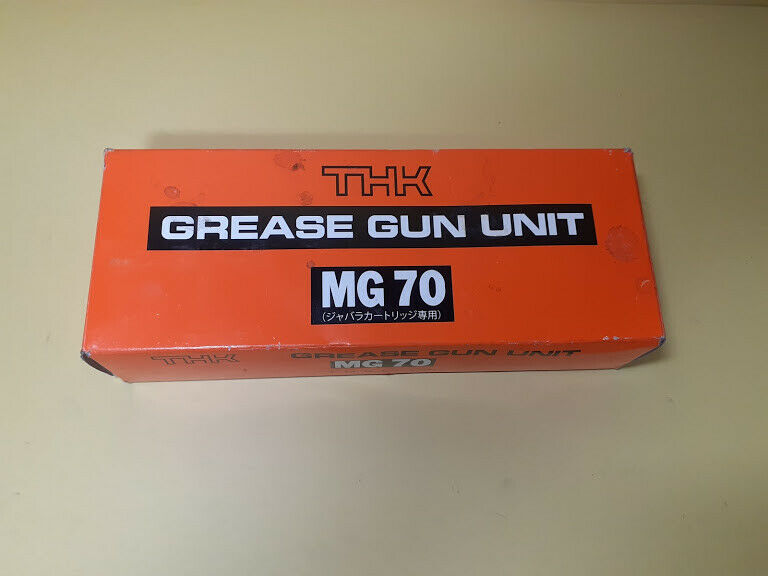 THK
GREASE GUN UNIT
MG 70
(ジャバラカートリッジ専用)
THK GREASE GUN UNIT
MG 70